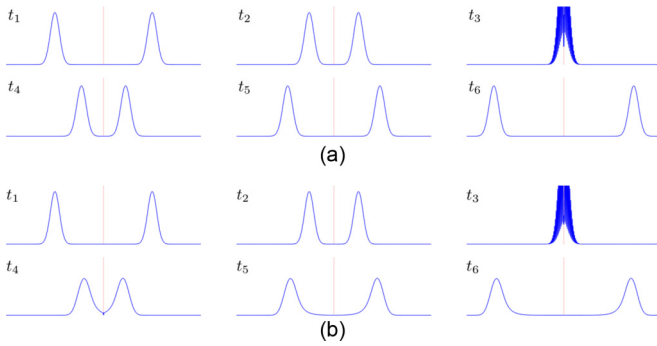 t₁ t₂ t₃
t₄ t₅ t₆
(a)
t₁ t₂ t₃
t₄ t₅ t₆
(b)